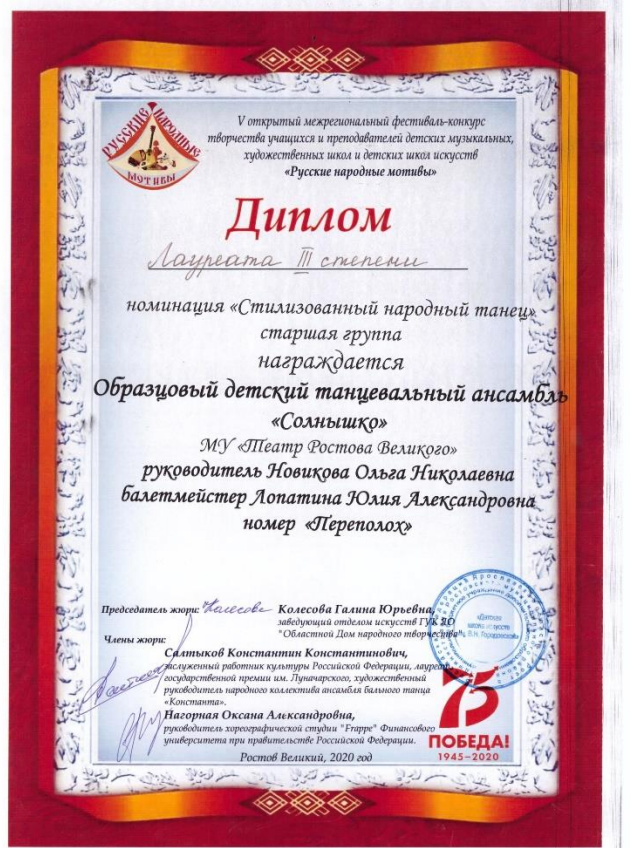 РУССКИЕ НАРОДНЫЕ
МОТИВЫ
V открытый межрегиональный фестиваль-конкурс
творчества учащихся и преподавателей детских музыкальных,
художественных школ и детских школ искусств
«Русские народные мотивы»
Диплом
Лауреата III степени
номинация «Стилизованный народный танец»
старшая группа
награждается
Образцовый детский танцевальный ансамбль
«Солнышко»
МУ «Театр Ростова Великого»
руководитель Новикова Ольга Николаевна
балетмейстер Лопатина Юлия Александровна
номер «Переполох»
Председатель жюри: Колесова Колесова Галина Юрьевна,
заведующий отделом искусств ГУК ЯО
"Областной Дом народного творчества"
Члены жюри:
Салтыков Константин Константинович,
заслуженный работник культуры Российской Федерации, лауреат
государственной премии им. Луначарского, художественный
руководитель народного коллектива ансамбля бального танца
«Константа».
Нагорная Оксана Александровна,
руководитель хореографической студии "Frappe" Финансового
университета при правительстве Российской Федерации.
Ростов Великий, 2020 год
«Детская
школа искусств
75
ПОБЕДА!
1945–2020